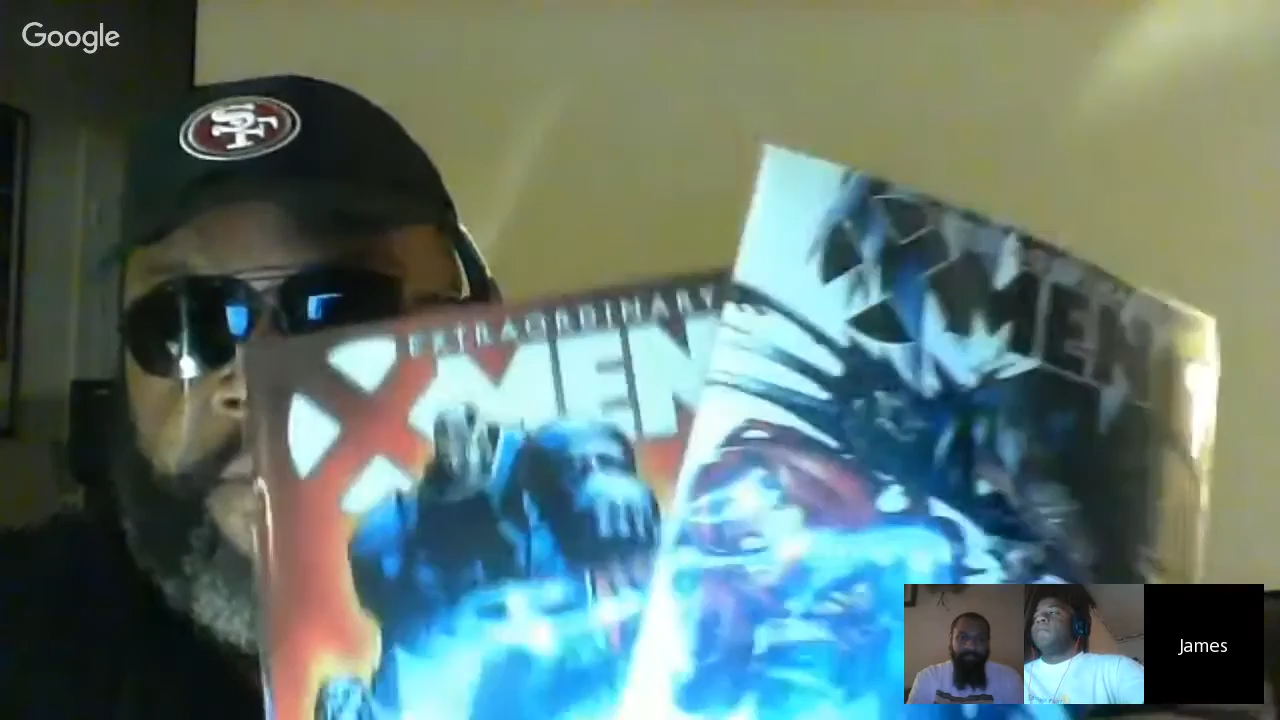 Google
SF
EXTRAORDINARY
X-MEN
X-MEN
James